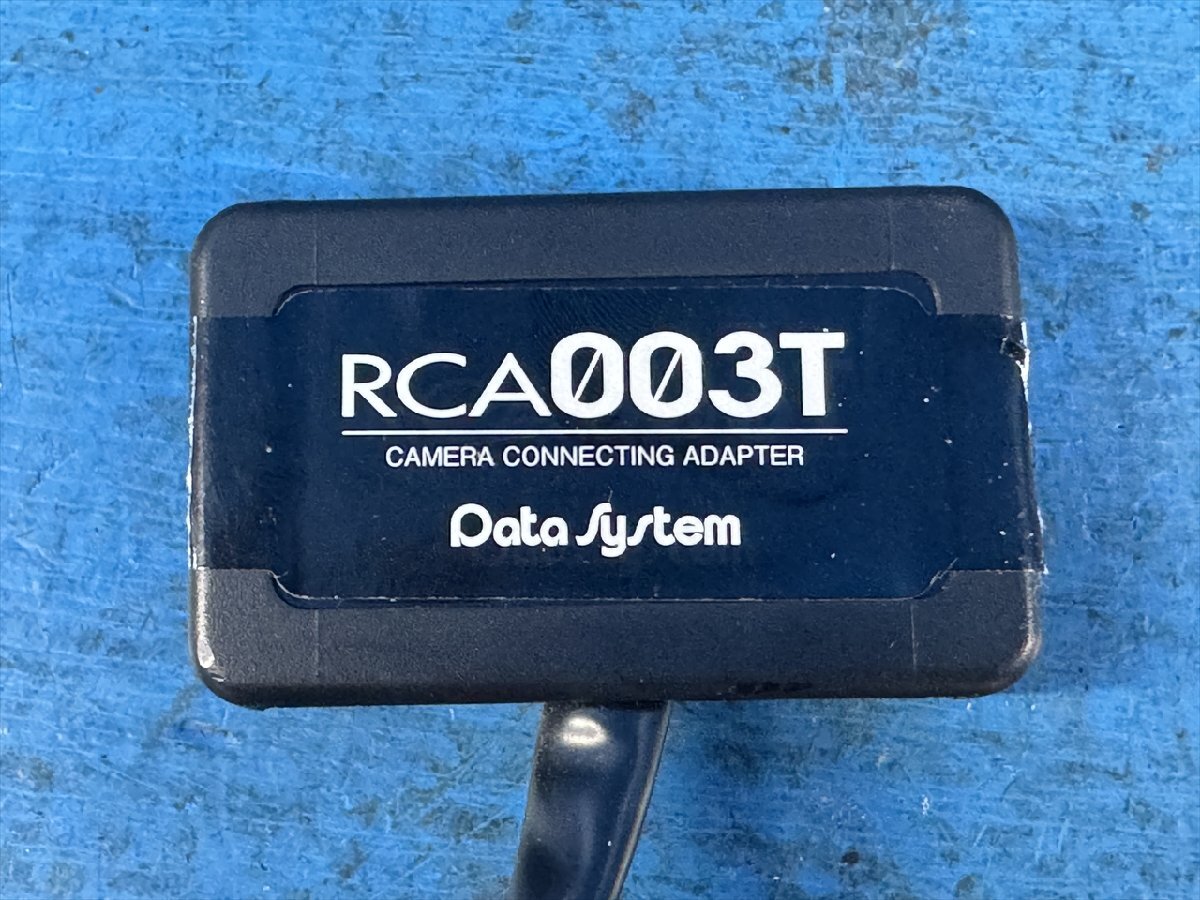 RCA003T
CAMERA CONNECTING ADAPTER
Data System